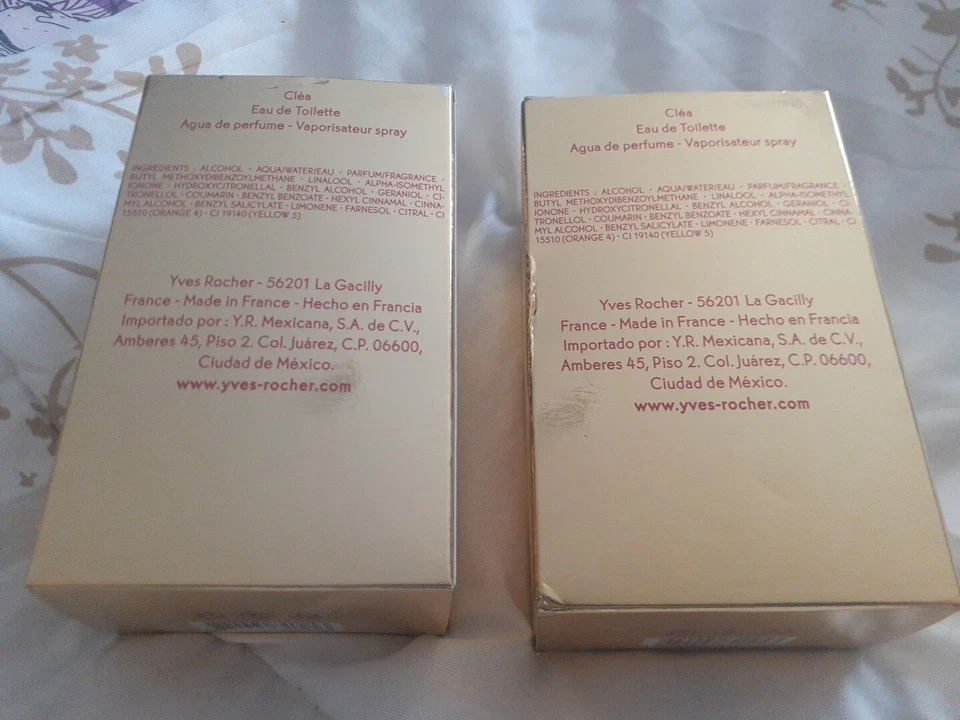 Cléa
Eau de Toilette
Agua de perfume - Vaporisateur spray
INGREDIENTS : ALCOHOL · AQUA/WATER/EAU · PARFUM/FRAGRANCE ·
BUTYL METHOXYDIBENZOYLMETHANE · LINALOOL · ALPHA-ISOMETHYL
IONONE · HYDROXYCITRONELLAL · BENZYL ALCOHOL · GERANIOL · CI-
TRONELLOL · COUMARIN · BENZYL BENZOATE · HEXYL CINNAMAL · CINNA-
MYL ALCOHOL · BENZYL SALICYLATE · LIMONENE · FARNESOL · CITRAL · CI
15510 (ORANGE 4) · CI 19140 (YELLOW 5)
Yves Rocher - 56201 La Gacilly
France - Made in France - Hecho en Francia
Importado por : Y.R. Mexicana, S.A. de C.V.,
Amberes 45, Piso 2. Col. Juárez, C.P. 06600,
Ciudad de México.
www.yves-rocher.com
Cléa
Eau de Toilette
Agua de perfume - Vaporisateur spray
INGREDIENTS : ALCOHOL · AQUA/WATER/EAU · PARFUM/FRAGRANCE ·
BUTYL METHOXYDIBENZOYLMETHANE · LINALOOL · ALPHA-ISOMETHYL
IONONE · HYDROXYCITRONELLAL · BENZYL ALCOHOL · GERANIOL · CI-
TRONELLOL · COUMARIN · BENZYL BENZOATE · HEXYL CINNAMAL · CINNA-
MYL ALCOHOL · BENZYL SALICYLATE · LIMONENE · FARNESOL · CITRAL · CI
15510 (ORANGE 4) · CI 19140 (YELLOW 5)
Yves Rocher - 56201 La Gacilly
France - Made in France - Hecho en Francia
Importado por : Y.R. Mexicana, S.A. de C.V.,
Amberes 45, Piso 2. Col. Juárez, C.P. 06600,
Ciudad de México.
www.yves-rocher.com